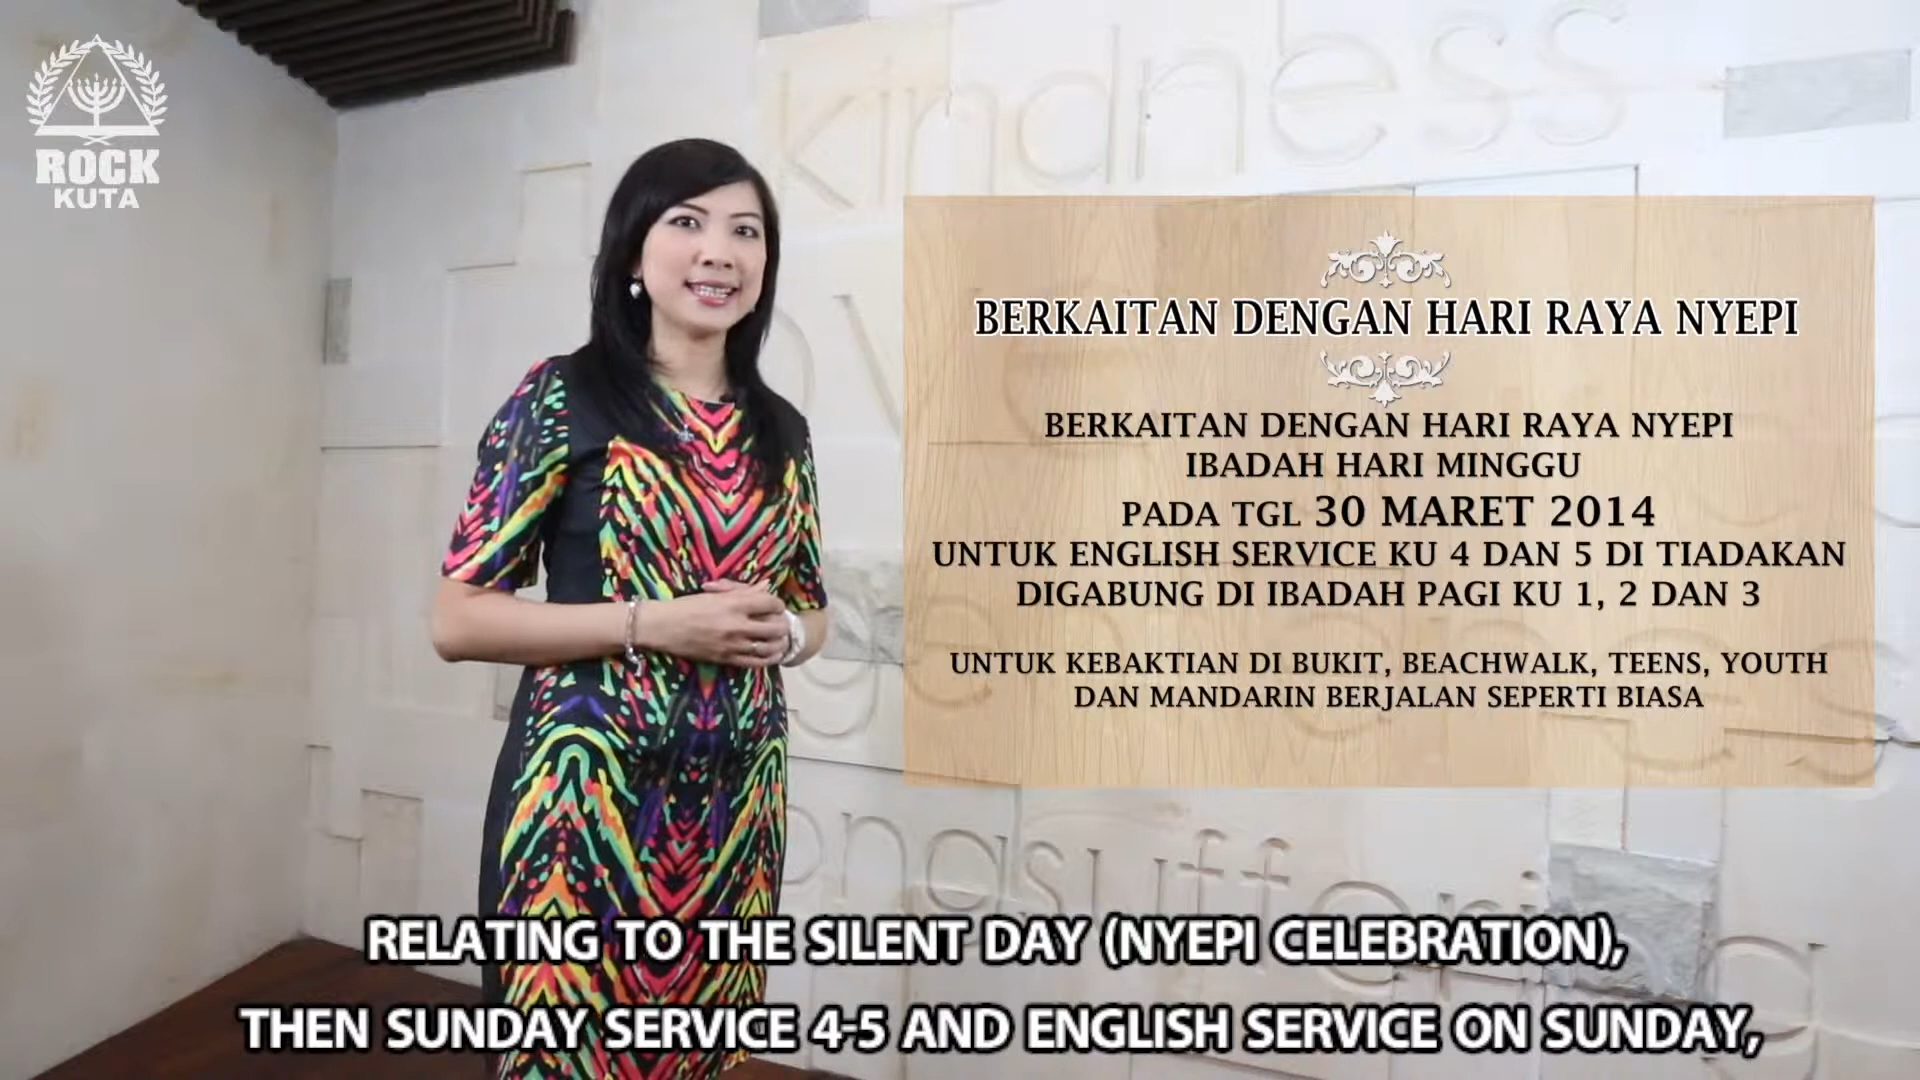 ROCK
KUTA
kindness
BERKAITAN DENGAN HARI RAYA NYEPI
BERKAITAN DENGAN HARI RAYA NYEPI
IBADAH HARI MINGGU
PADA TGL 30 MARET 2014
UNTUK ENGLISH SERVICE KU 4 DAN 5 DI TIADAKAN
DIGABUNG DI IBADAH PAGI KU 1, 2 DAN 3
UNTUK KEBAKTIAN DI BUKIT, BEACHWALK, TEENS, YOUTH
DAN MANDARIN BERJALAN SEPERTI BIASA
RELATING TO THE SILENT DAY (NYEPI CELEBRATION),
THEN SUNDAY SERVICE 4-5 AND ENGLISH SERVICE ON SUNDAY,